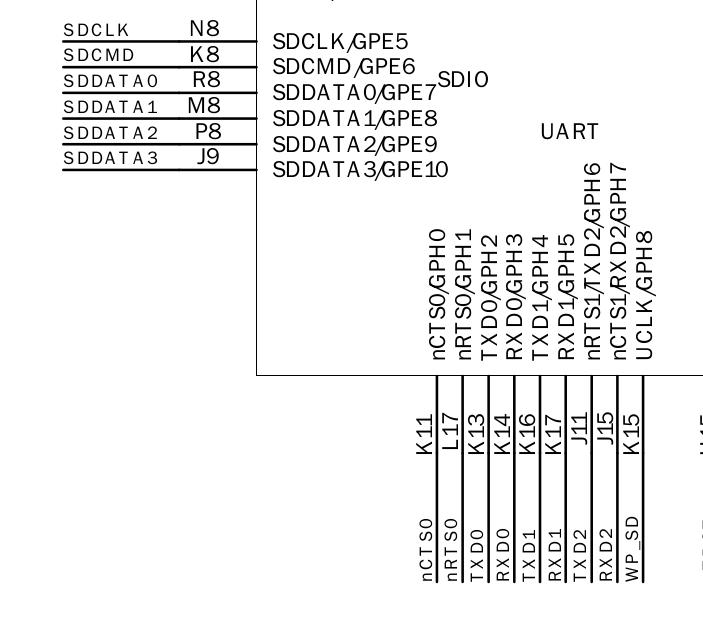 SDCLK N8 SDCLK/GPE5
SDCMD K8 SDCMD/GPE6
SDDATA0 R8 SDDATA0/GPE7 SDIO
SDDATA1 M8 SDDATA1/GPE8
SDDATA2 P8 SDDATA2/GPE9
SDDATA3 J9 SDDATA3/GPE10
UART
nCTS0/GPH0
nRTS0/GPH1
TXD0/GPH2
RXD0/GPH3
TXD1/GPH4
RXD1/GPH5
nRTS1/TXD2/GPH6
nCTS1/RXD2/GPH7
UCLK/GPH8
K11
L17
K13
K14
K16
K17
J11
J15
K15
nCTS0
nRTS0
TXD0
RXD0
TXD1
RXD1
TXD2
RXD2
WP_SD